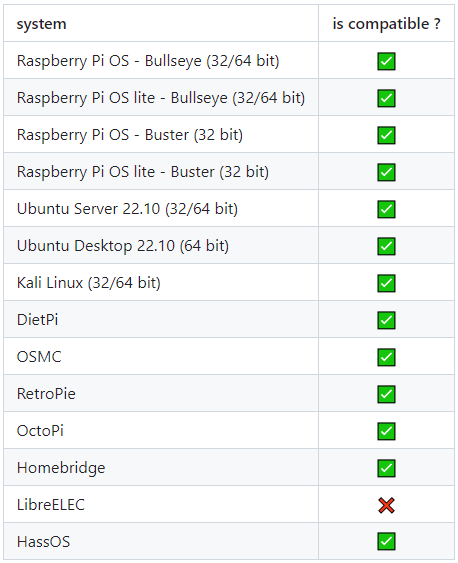 system is compatible ?
Raspberry Pi OS - Bullseye (32/64 bit) ✅
Raspberry Pi OS lite - Bullseye (32/64 bit) ✅
Raspberry Pi OS - Buster (32 bit) ✅
Raspberry Pi OS lite - Buster (32 bit) ✅
Ubuntu Server 22.10 (32/64 bit) ✅
Ubuntu Desktop 22.10 (64 bit) ✅
Kali Linux (32/64 bit) ✅
DietPi ✅
OSMC ✅
RetroPie ✅
OctoPi ✅
Homebridge ✅
LibreELEC ❌
HassOS ✅